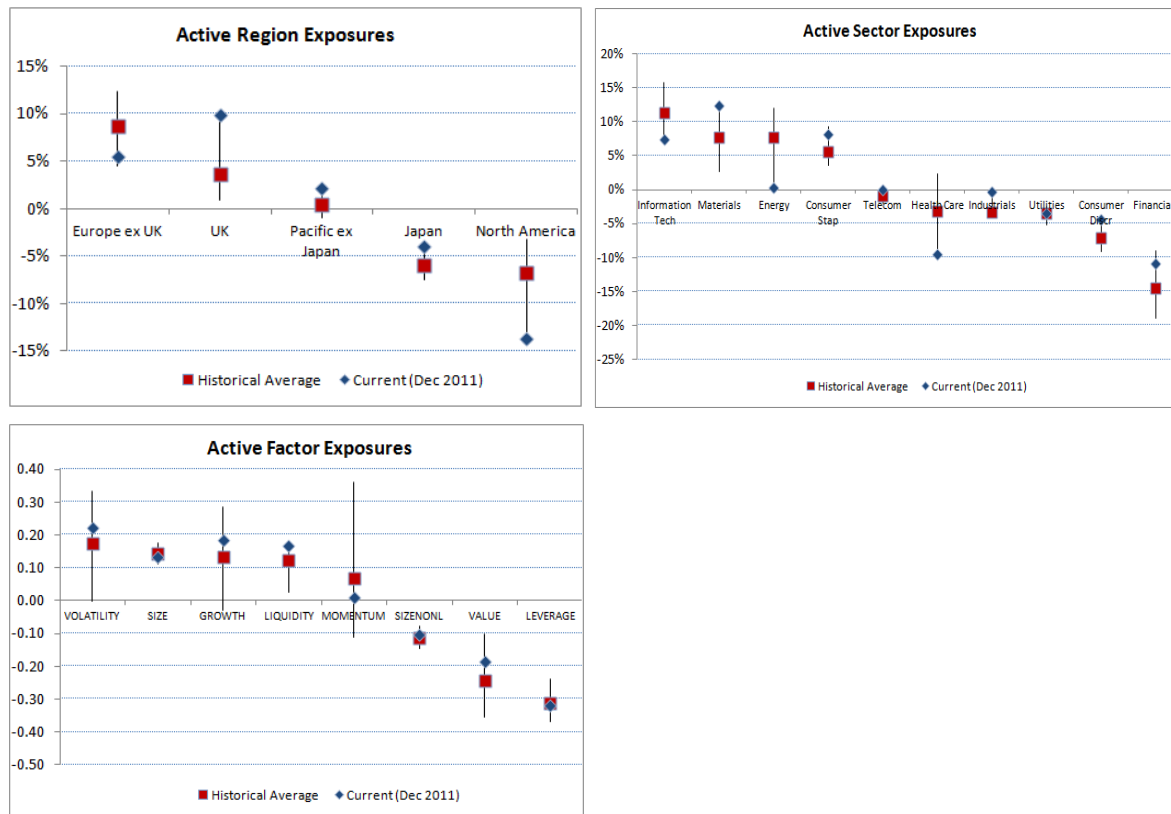 Active Region Exposures
15%
10%
5%
0%
-5%
-10%
-15%
Europe ex UK
UK
Pacific ex
Japan
Japan
North America
Historical Average
Current (Dec 2011)
Active Sector Exposures
20%
15%
10%
5%
0%
-5%
-10%
-15%
-20%
-25%
Information
Tech
Materials
Energy
Consumer
Stap
Telecom
Health Care
Industrials
Utilities
Consumer
Discr
Financial
Historical Average
Current (Dec 2011)
Active Factor Exposures
0.40
0.30
0.20
0.10
0.00
-0.10
-0.20
-0.30
-0.40
-0.50
VOLATILITY
SIZE
GROWTH
LIQUIDITY
MOMENTUM
SIZENONL
VALUE
LEVERAGE
Historical Average
Current (Dec 2011)